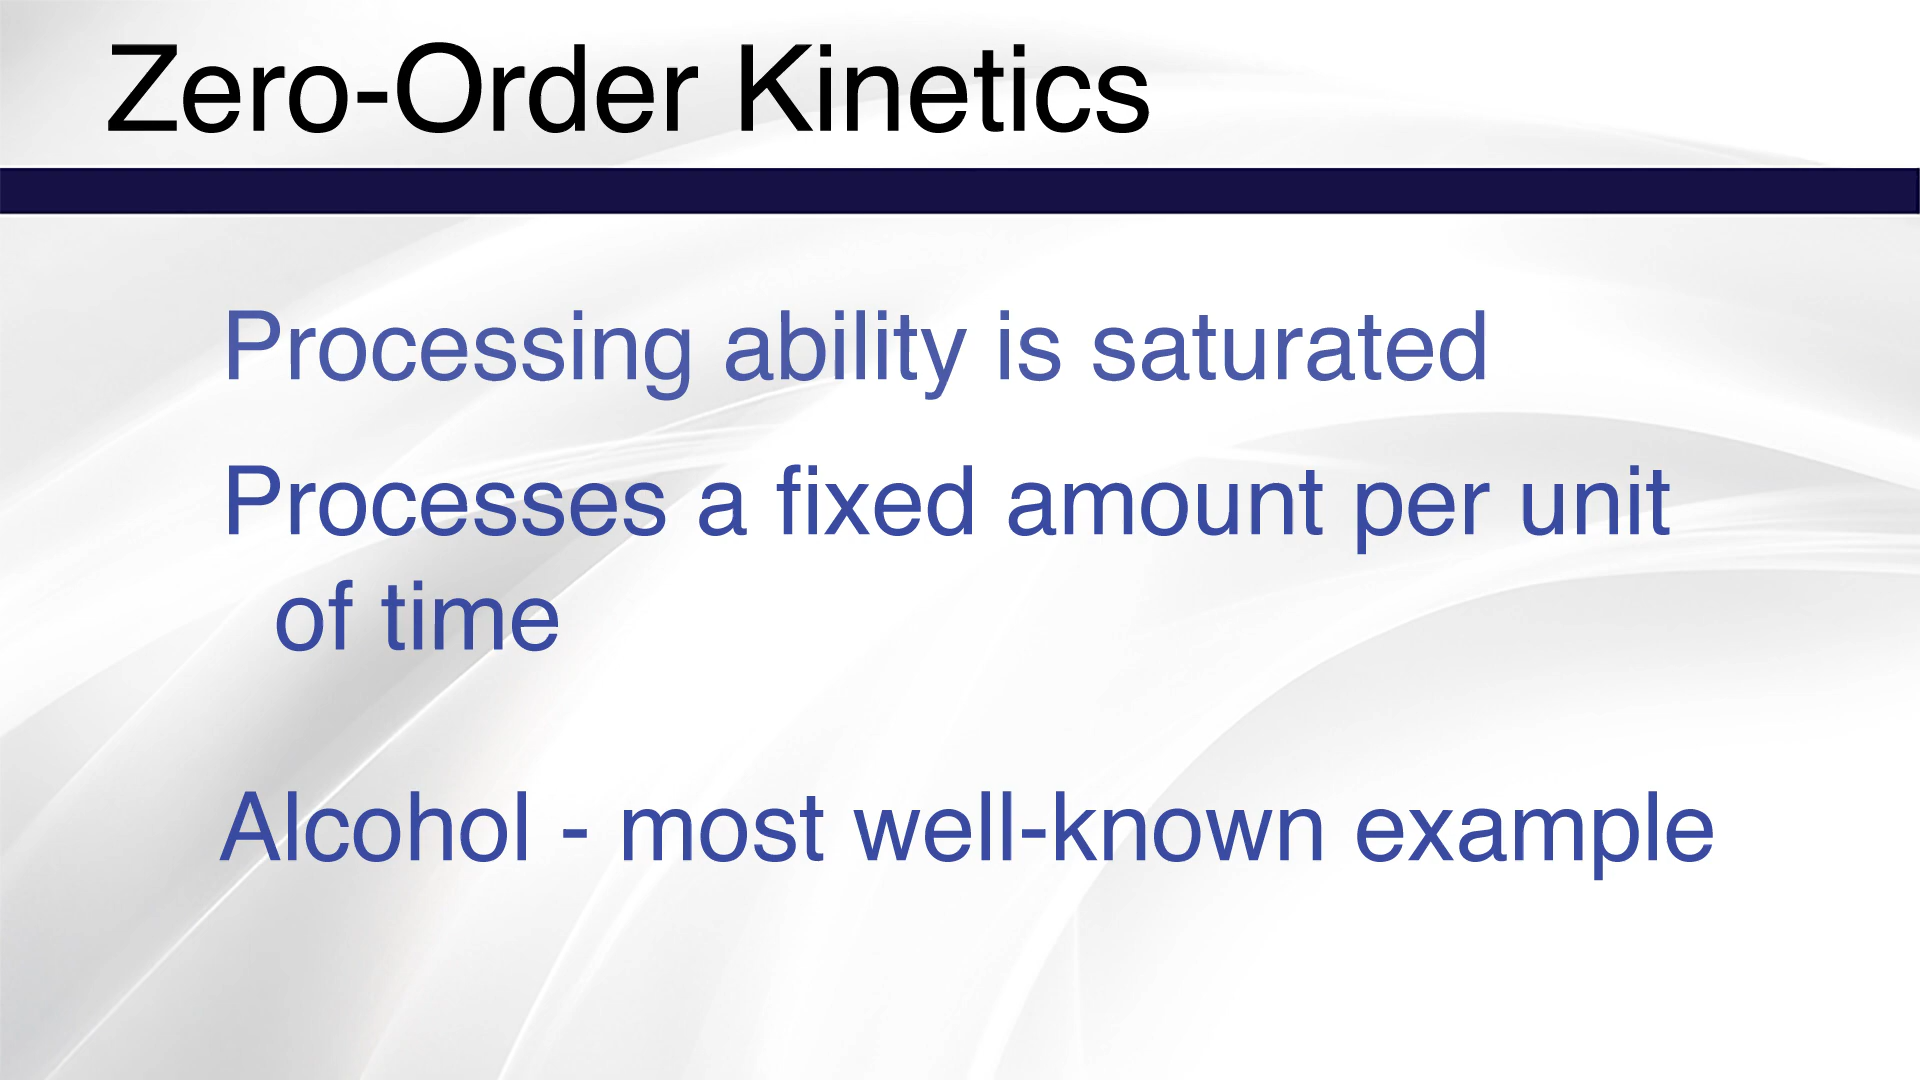 Zero-Order Kinetics
Processing ability is saturated
Processes a fixed amount per unit
of time
Alcohol - most well-known example